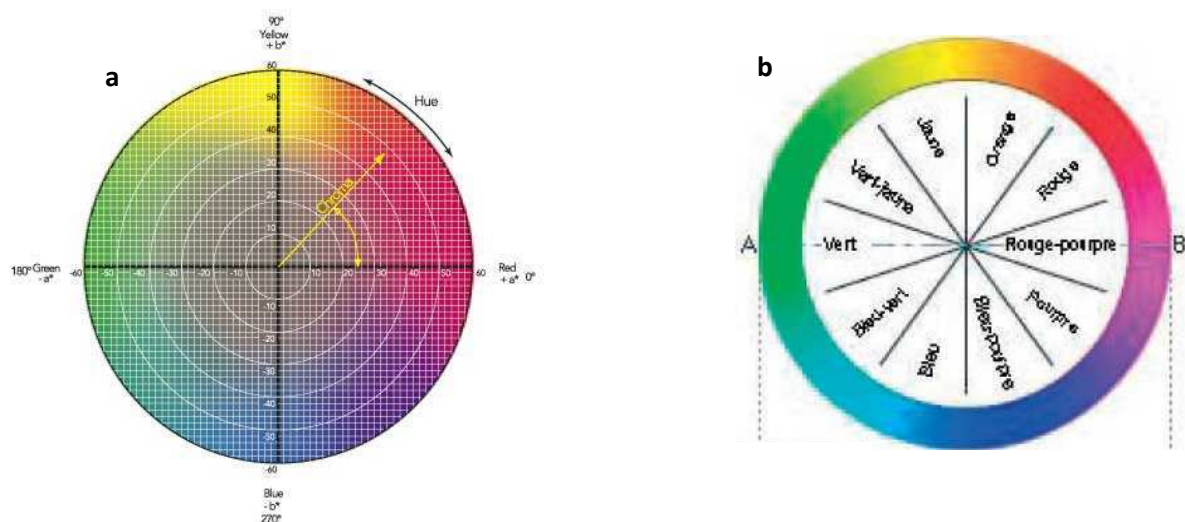 a
90°
Yellow
+ b*
60
50
40
30
20
10
Hue
Chroma
180° Green
- a*
-60 -50 -40 -30 -20 -10
10 20 30 40 50 60
Red
+ a* 0°
-10
-20
-30
-40
-50
-60
Blue
- b*
270°
b
Jaune
Orange
Vert-jaune
Rouge
A
Vert
Rouge-pourpre
B
Bleu-vert
Pourpre
Bleu
Bleu-pourpre